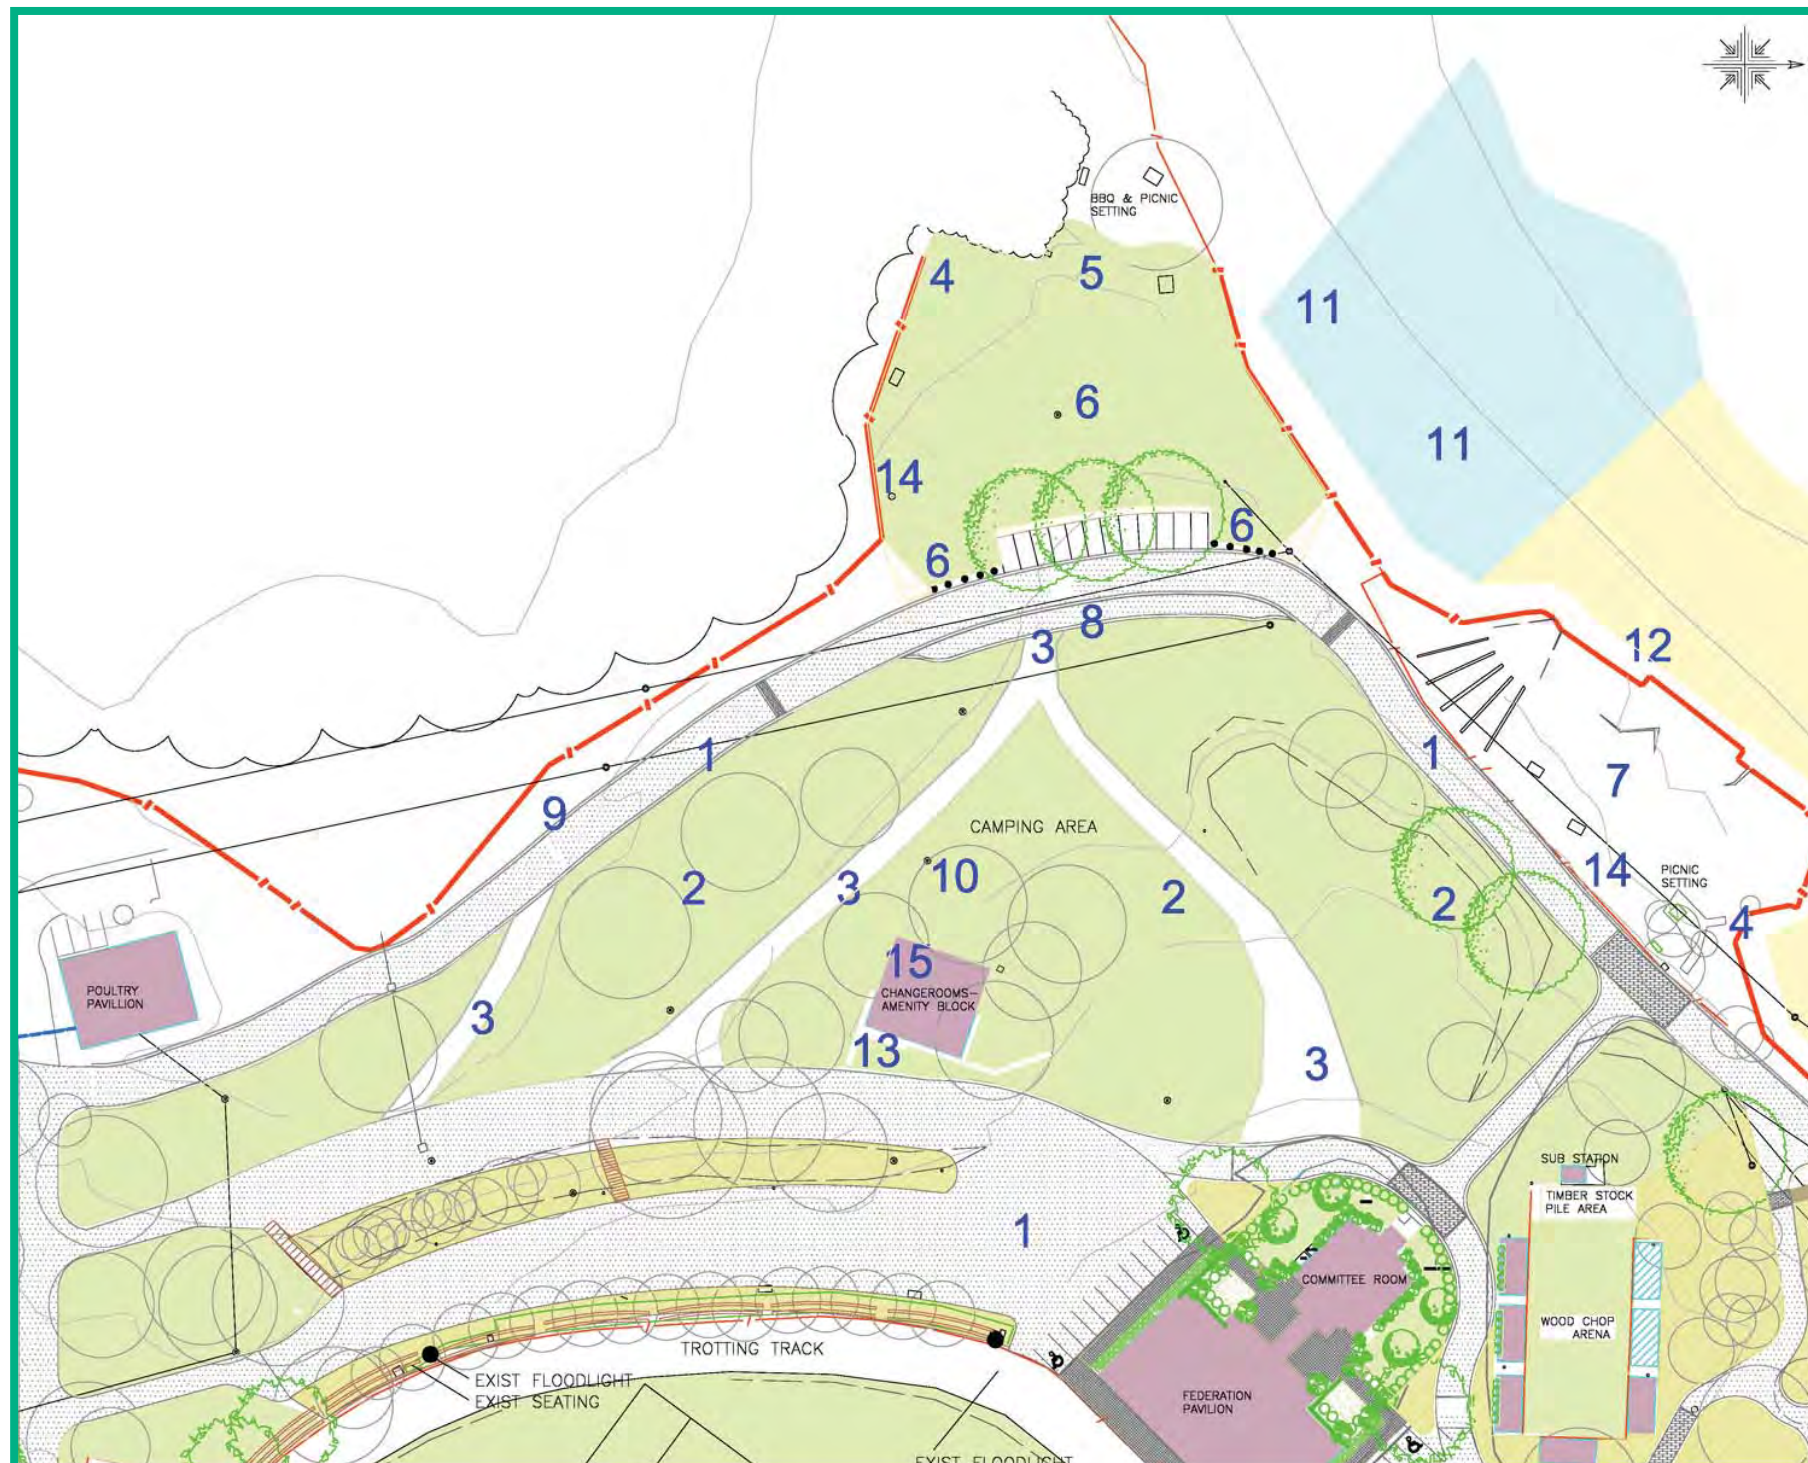 BBQ & PICNIC
SETTING
4
5
11
6
11
14
6
6
8
3
12
1
1
7
9
CAMPING AREA
10
2
3
2
2
14
PICNIC
SETTING
4
15
POULTRY
PAVILLION
CHANGEROOMS-
AMENITY BLOCK
3
13
3
SUB STATION
TIMBER STOCK
PILE AREA
1
COMMITTEE ROOM
WOOD CHOP
ARENA
TROTTING TRACK
EXIST FLOODLIGHT
EXIST SEATING
FEDERATION
PAVILION
EXIST FLOODLIGHT